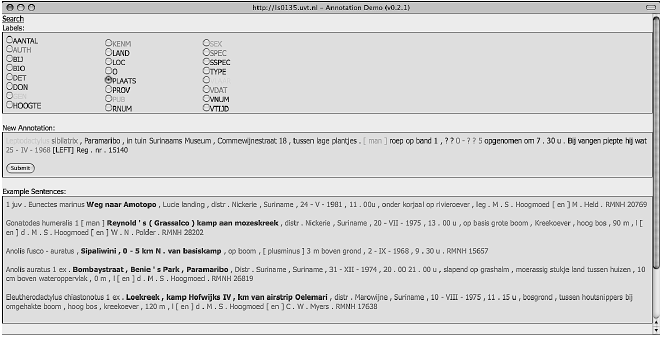 http://ls0135.uvt.nl – Annotation Demo (v0.2.1)
Search
Labels:
AANTAL KENM SEX
AUTH LAND SPEC
BIJ LOC SSPEC
BIO O TYPE
DET PLAATS
DON PROV VDAT
GEN PUB VNUM
HOOGTE RNUM VTIJD
New Annotation:
Leptodactylus sibilatrix , Paramaribo , in tuin Surinaams Museum , Commewijnestraat 18 , tussen lage plantjes . [ man ] roep op band 1 , ? ? 0 - ? ? 5 opgenomen om 7 . 30 u . Bij vangen piepte hij wat
25 - IV - 1968 [LEFT] Reg . nr . 15140
Submit
Example Sentences:
1 juv . Eunectes marinus Weg naar Amotopo , Lucie landing , distr . Nickerie , Suriname , 24 - V - 1981 , 11 . 00u , onder korjaal op rivieroever , leg . M . S . Hoogmoed [ en ] M . Held . RMNH 20769
Gonatodes humeralis 1 [ man ] Reynold ' s ( Grassalco ) kamp aan mozeskreek , distr . Nickerie , Suriname , 20 - VII - 1975 , 13 . 00 u , op basis grote boom , Kreekoever , hoog bos , 90 m , l [
en ] d . M . S . Hoogmoed [ en ] W . N . Polder . RMNH 28202
Anolis fusco - auratus , Sipaliwini , 0 - 5 km N . van basiskamp , op boom , [ plusminus ] 3 m boven grond , 2 - IX - 1968 , 9 . 30 u . RMNH 15657
Anolis auratus 1 ex . Bombaystraat , Benie ' s Park , Paramaribo , Distr . Suriname , Suriname , 31 - XII - 1974 , 20 . 00 21 . 00 u , slapend op grashalm , moerassig stukje land tussen huizen , 10
cm boven wateroppervlak , 0 m , l [ en ] d . M . S . Hoogmoed . RMNH 26819
Eleutherodactylus chiastonotus 1 ex . Loekreek , kamp Hofwijks IV , km van airstrip Oelemari , distr . Marowijne , Suriname , 10 - VIII - 1975 , 11 . 15 u , bosgrond , tussen houtsnippers bij
omgehakte boom , hoog bos , kreekoever , 120 m , l [ en ] d . M . S . Hoogmoed [ en ] C . W . Myers . RMNH 17638